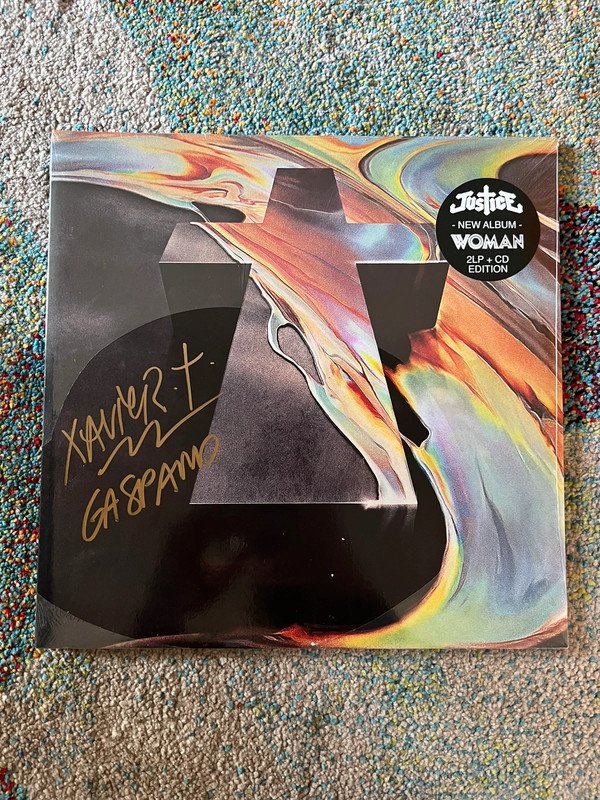 JUSTICE
- NEW ALBUM -
WOMAN
2LP + CD
EDITION
XAVIER.†.
GASPARD